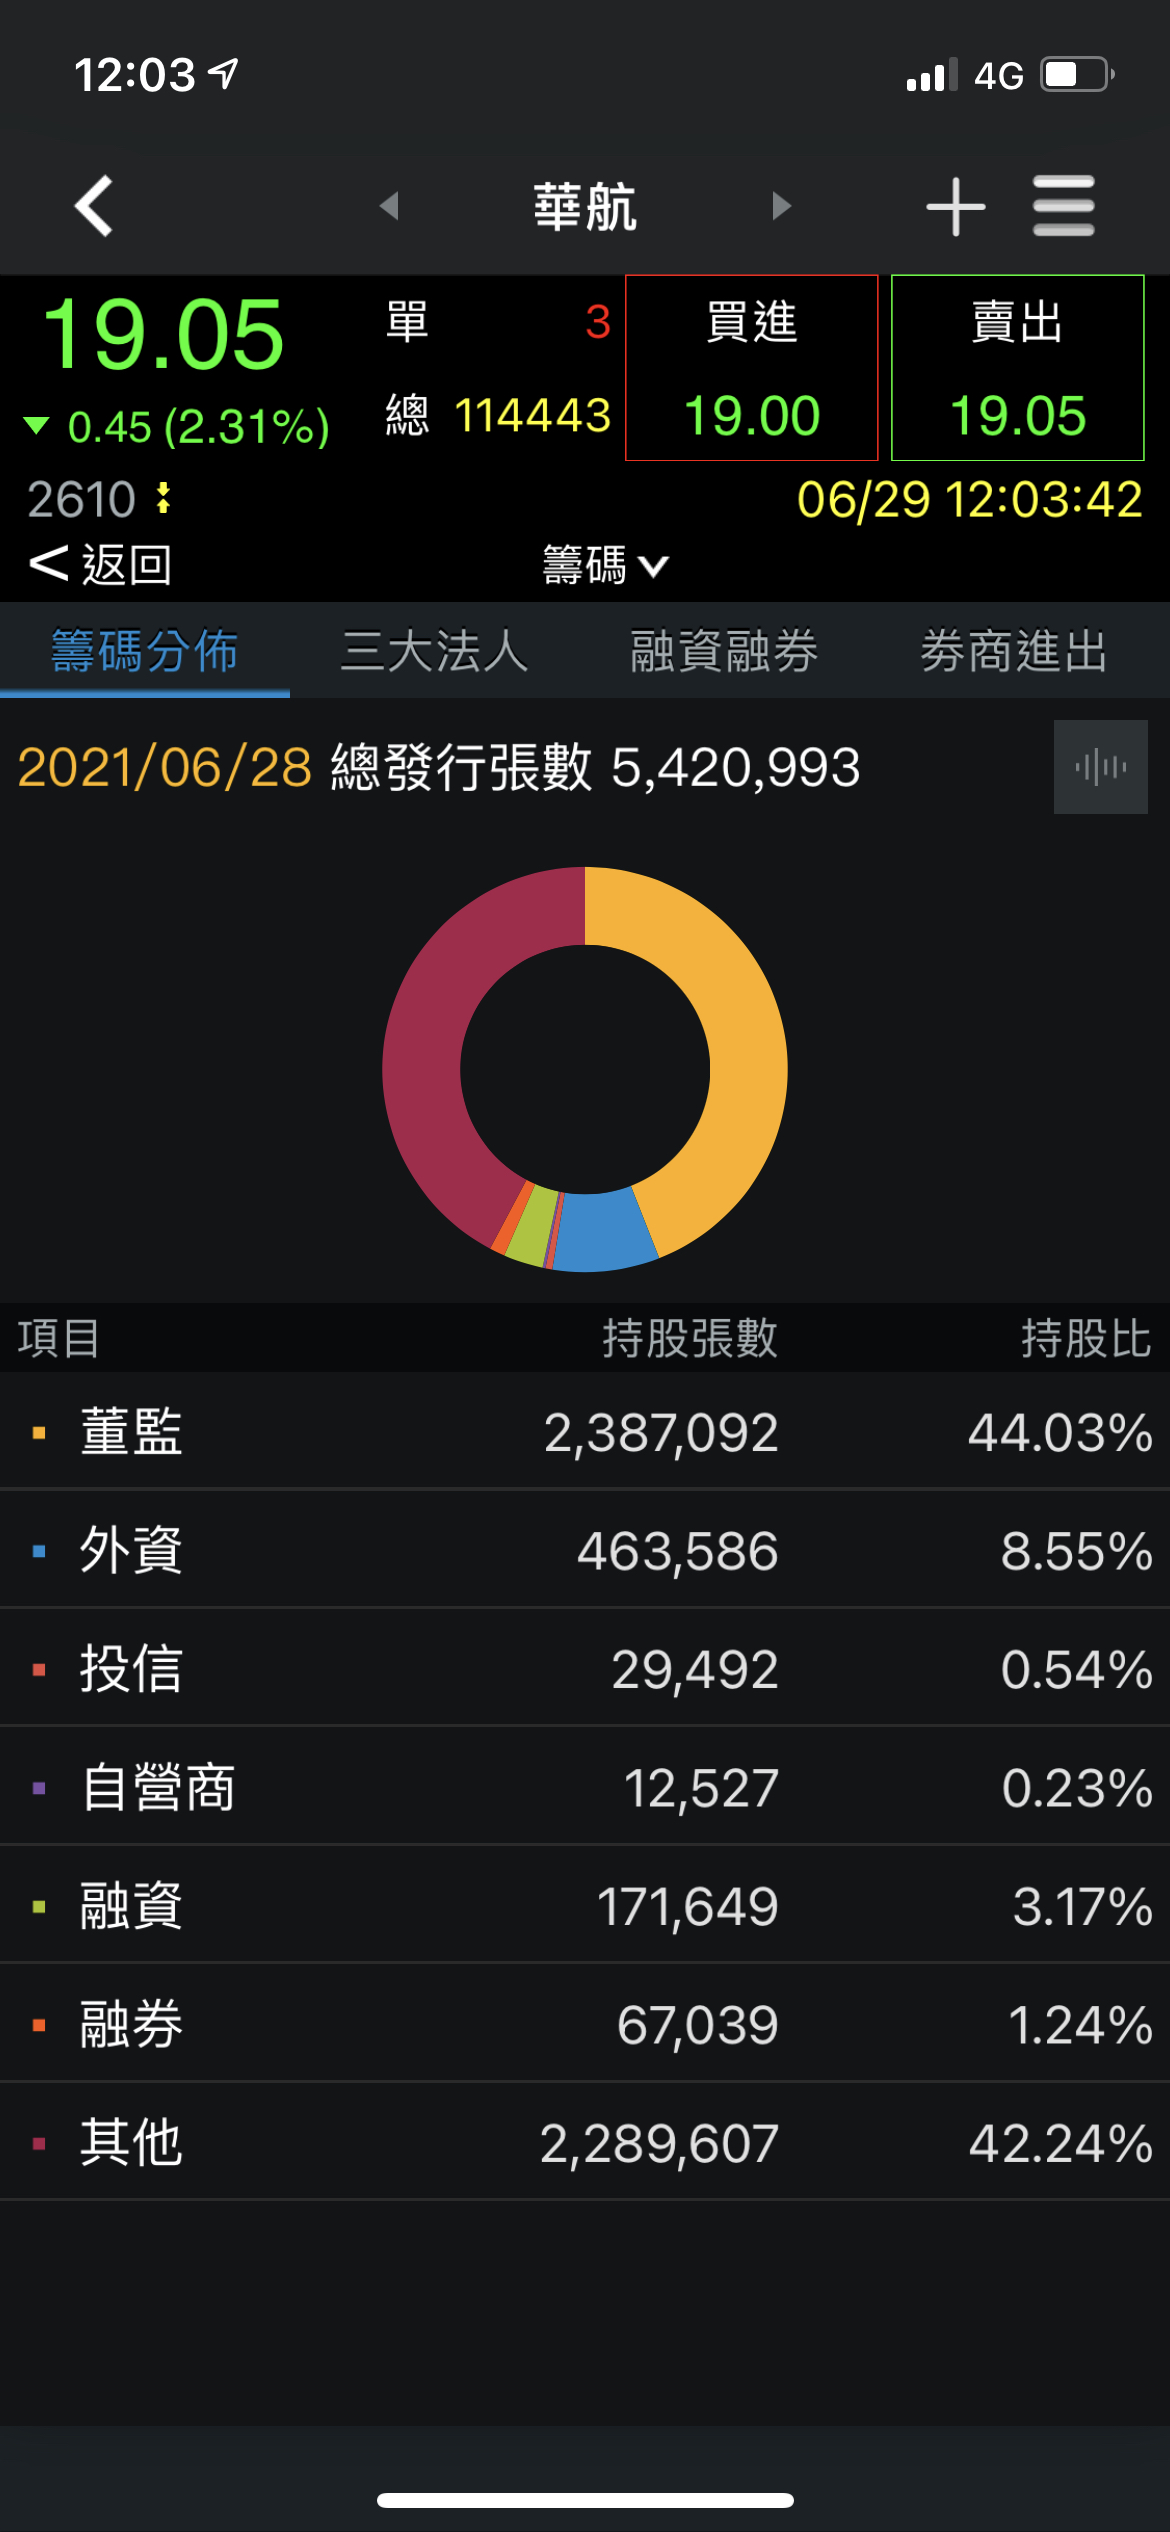 12:03 4G
華航
19.05 單 3 買進 賣出
0.45 (2.31%) 總 114443 19.00 19.05
2610 06/29 12:03:42
返回 籌碼
籌碼分佈 三大法人 融資融券 券商進出
2021/06/28 總發行張數 5,420,993
項目 持股張數 持股比
董監 2,387,092 44.03%
外資 463,586 8.55%
投信 29,492 0.54%
自營商 12,527 0.23%
融資 171,649 3.17%
融券 67,039 1.24%
其他 2,289,607 42.24%